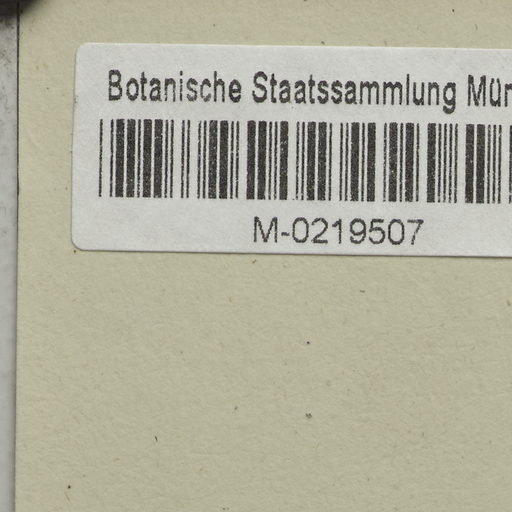 Botanische Staatssammlung Mün
M-0219507